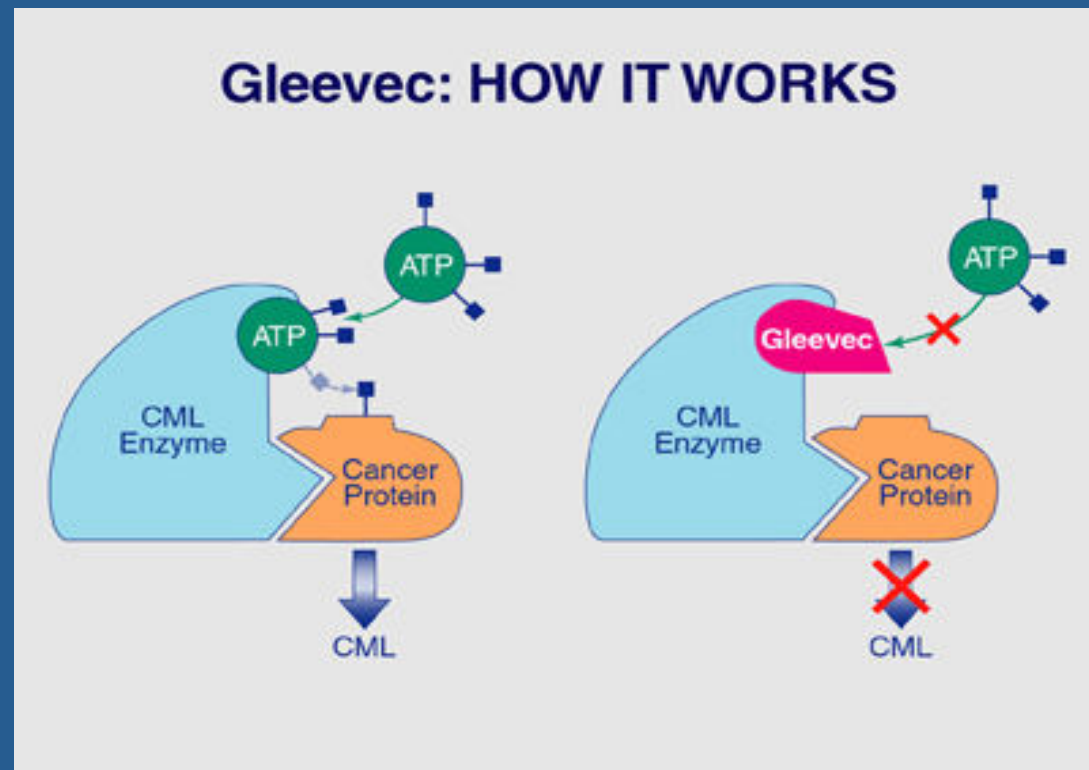 Gleevec: HOW IT WORKS
ATP
ATP
CML
Enzyme
Cancer
Protein
CML
ATP
Gleevec
CML
Enzyme
Cancer
Protein
CML